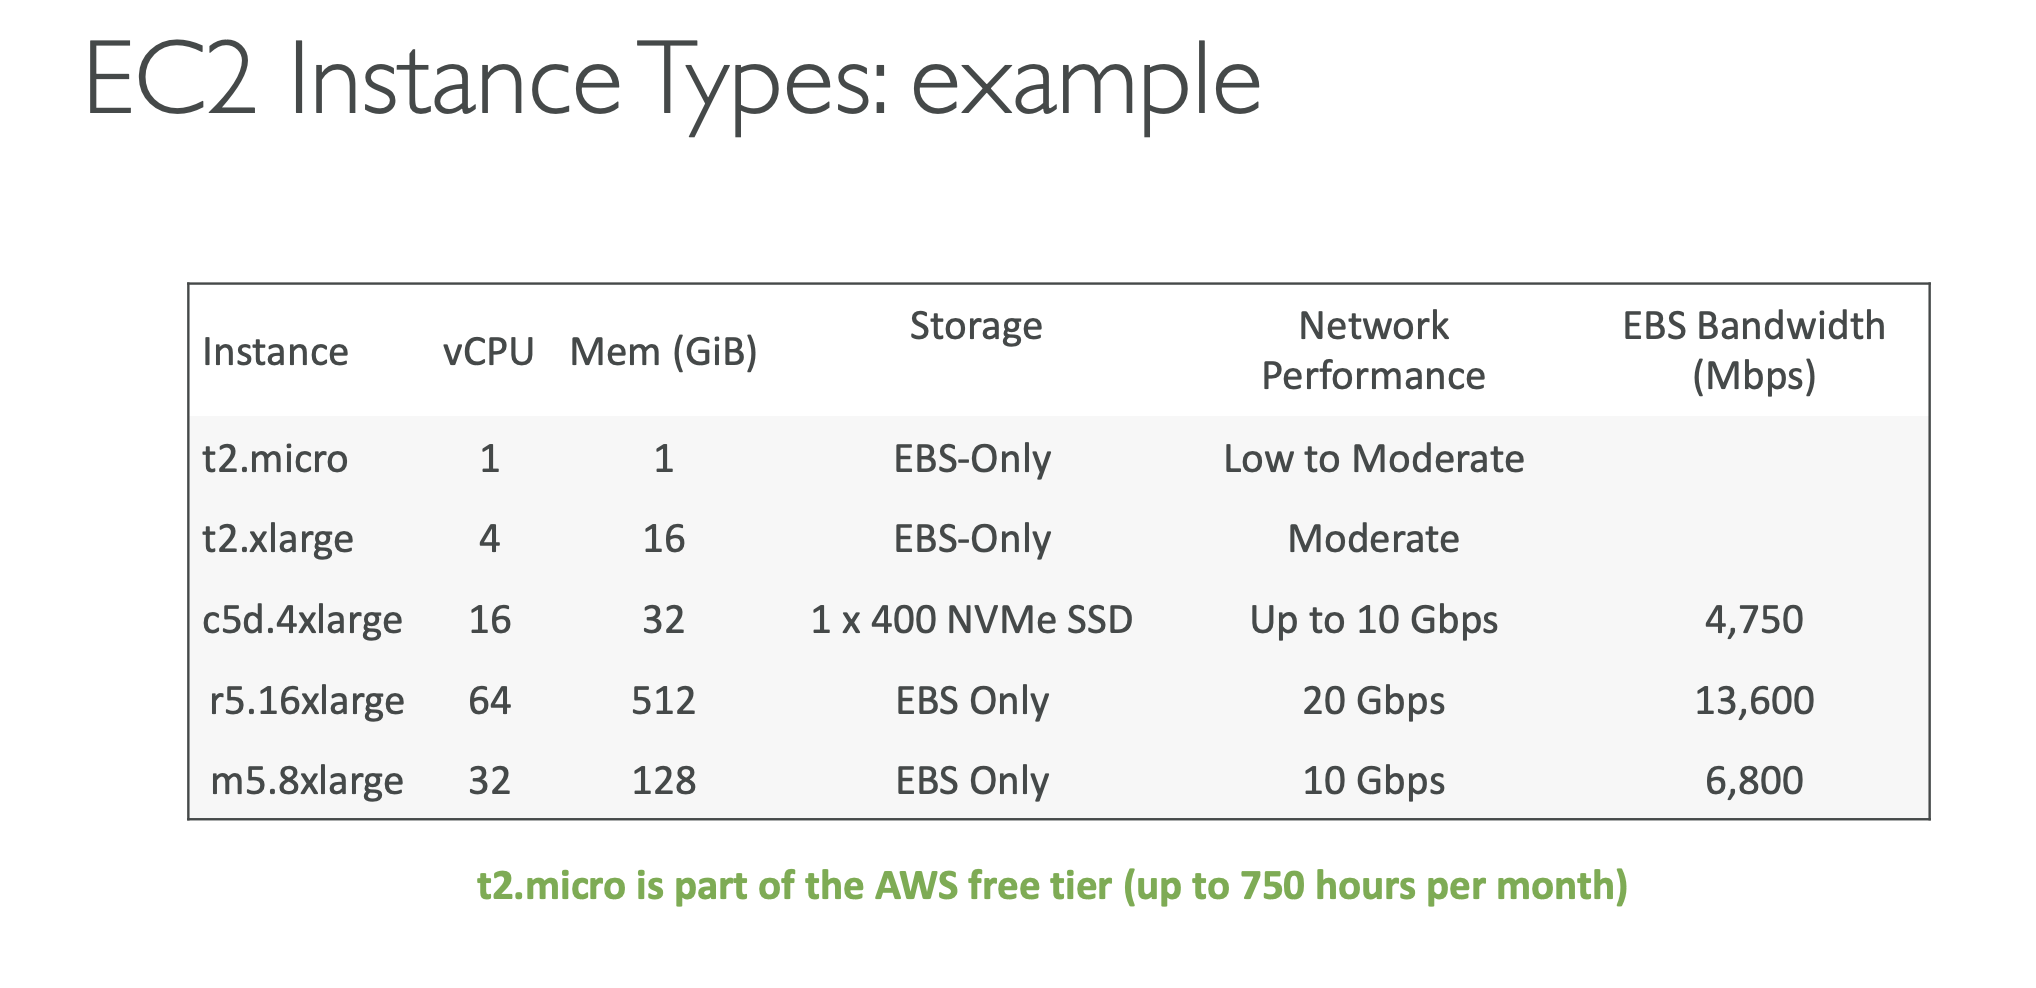 EC2 Instance Types: example
Instance vCPU Mem (GiB) Storage Network Performance EBS Bandwidth (Mbps)
t2.micro 1 1 EBS-Only Low to Moderate
t2.xlarge 4 16 EBS-Only Moderate
c5d.4xlarge 16 32 1 x 400 NVMe SSD Up to 10 Gbps 4,750
r5.16xlarge 64 512 EBS Only 20 Gbps 13,600
m5.8xlarge 32 128 EBS Only 10 Gbps 6,800
t2.micro is part of the AWS free tier (up to 750 hours per month)